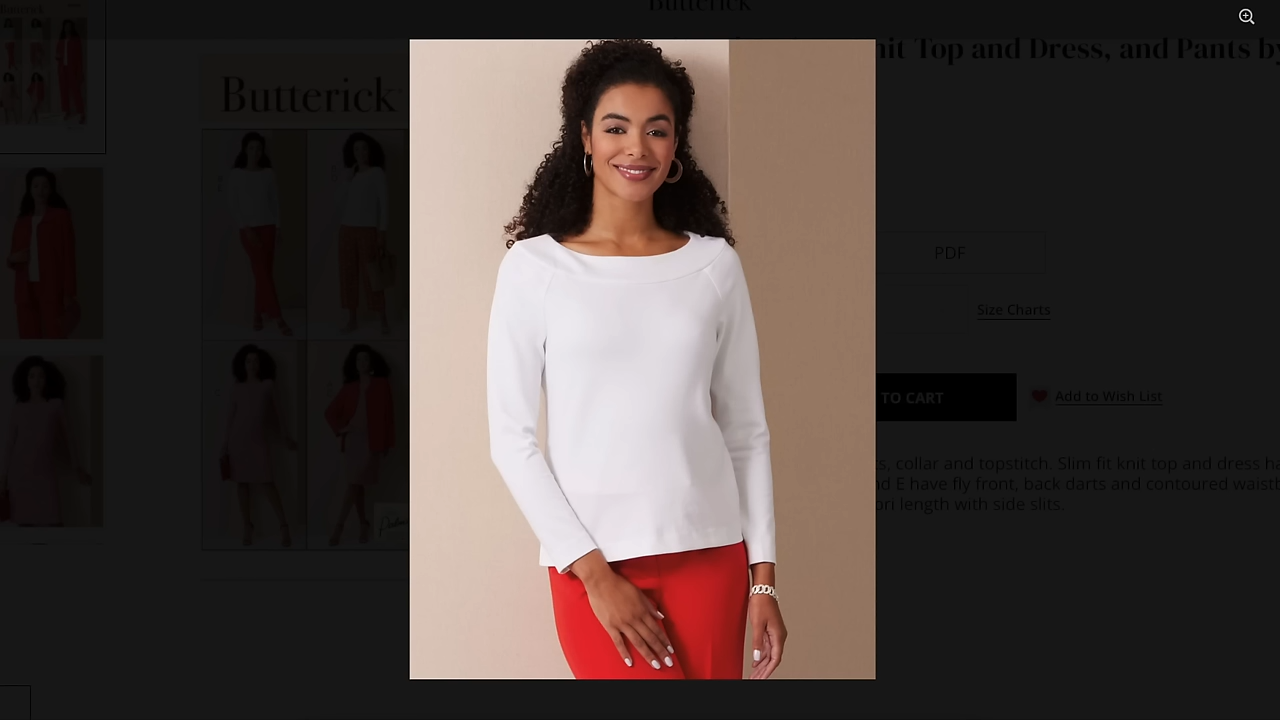 Butterick
nit Top and Dress, and Pants by
Butterick
PDF
Size Charts
TO CART
Add to Wish List
s, collar and topstitch. Slim fit knit top and dress ha
nd E have fly front, back darts and contoured waistb
pri length with side slits.